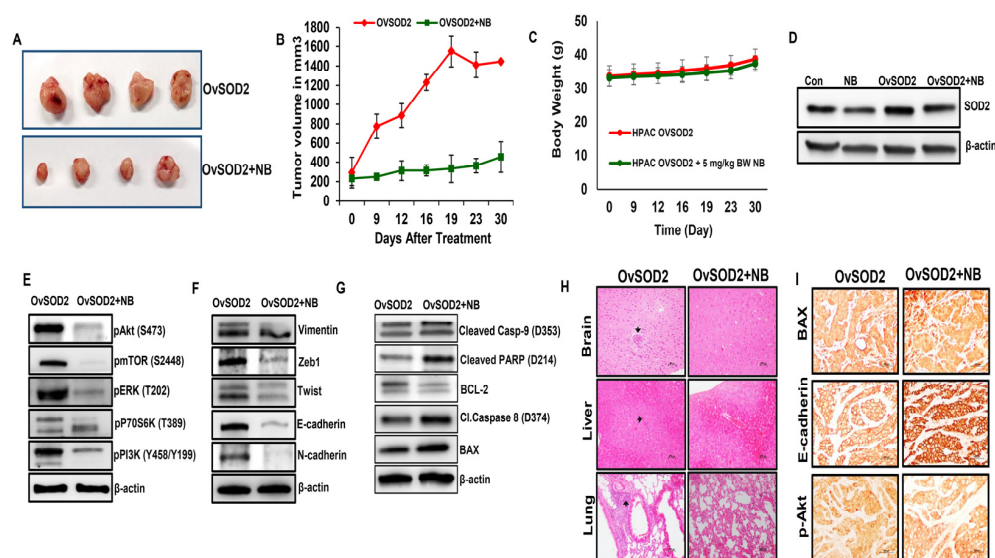 A
OvSOD2
OvSOD2+NB
B
OVSOD2
OVSOD2+NB
Tumor volume in mm3
1800
1600
1400
1200
1000
800
600
400
200
0
0 9 12 16 19 23 30
Days After Treatment
C
Body Weight (g)
50
40
30
20
10
0
HPAC OVSOD2
HPAC OVSOD2 + 5 mg/kg BW NB
0 9 12 16 19 23 30
Time (Day)
D
Con NB OvSOD2 OvSOD2+NB
SOD2
β-actin
E
OvSOD2 OvSOD2+NB
pAkt (S473)
pmTOR (S2448)
pERK (T202)
pP70S6K (T389)
pPI3K (Y458/Y199)
β-actin
F
OvSOD2 OvSOD2+NB
Vimentin
Zeb1
Twist
E-cadherin
N-cadherin
β-actin
G
OvSOD2 OvSOD2+NB
Cleaved Casp-9 (D353)
Cleaved PARP (D214)
BCL-2
Cl.Caspase 8 (D374)
BAX
β-actin
H
OvSOD2 OvSOD2+NB
Brain
Liver
Lung
I
OvSOD2 OvSOD2+NB
BAX
E-cadherin
p-Akt